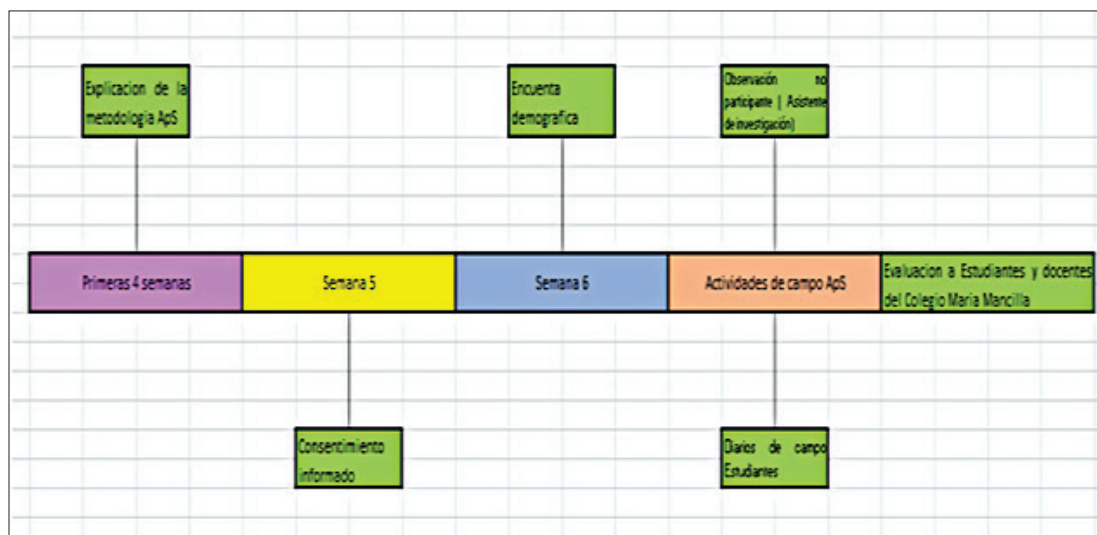 Explicacion de la
metodologia ApS
Encuenta
demografica
Observación no
participante ( Asistente
de investigación)
Primeras 4 semanas
Semana 5
Semana 6
Actividades de campo ApS
Evaluacion a Estudiantes y docentes
del Colegio Maria Mancilla
Consentimiento
informado
Diarios de campo
Estudiantes